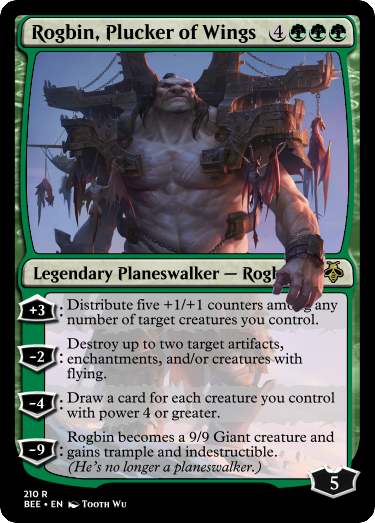 Rogbin, Plucker of Wings 4
Legendary Planeswalker —
+3: Distribute five +1/+1 counters among any
number of target creatures you control.
-2: Destroy up to two target artifacts,
enchantments, and/or creatures with
flying.
-4: Draw a card for each creature you control
with power 4 or greater.
-9: Rogbin becomes a 9/9 Giant creature and
gains trample and indestructible.
(He's no longer a planeswalker.)
5
210 R
BEE • EN Tooth Wu